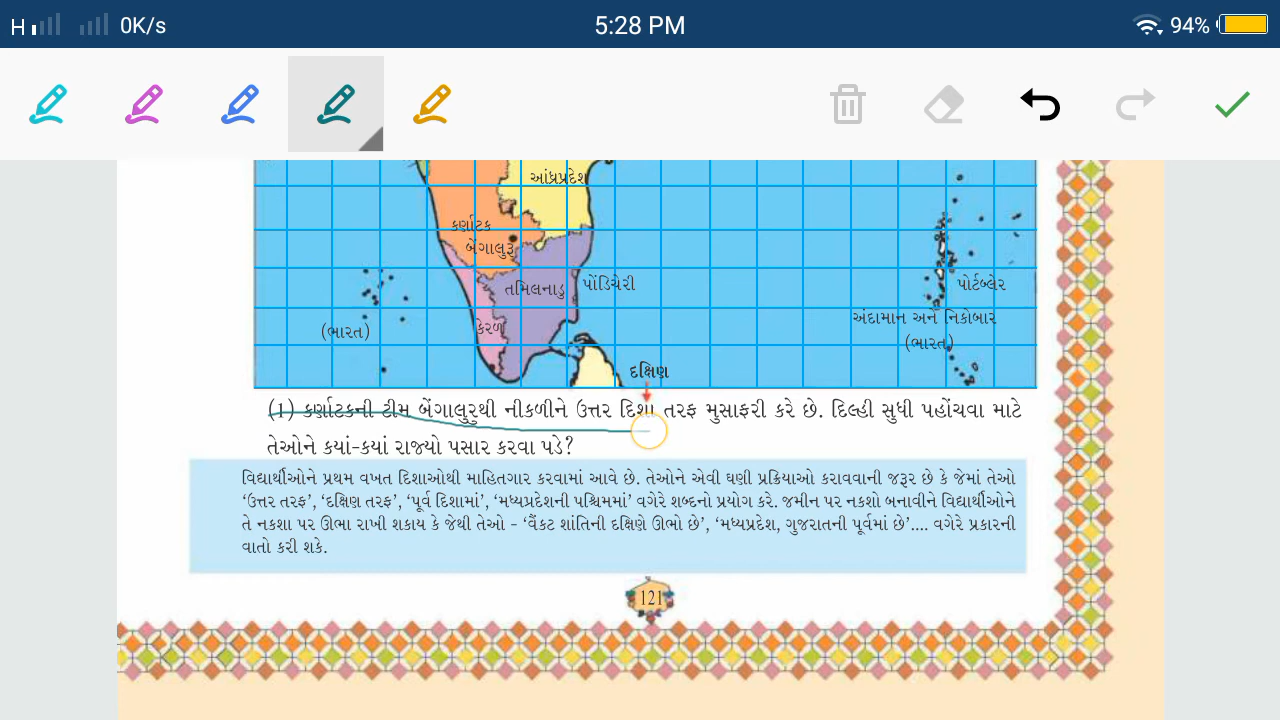 H 0K/s 5:28 PM 94%
આંધ્રપ્રદેશ
કર્ણાટક
બેંગાલુરૂ
તમિલનાડુ પોંડિચેરી પોર્ટબ્લેર
કેરળ અંદામાન અને નિકોબાર
(ભારત) (ભારત)
દક્ષિણ
(1) કર્ણાટકની ટીમ બેંગાલુરુથી નીકળીને ઉત્તર દિશા તરફ મુસાફરી કરે છે. દિલ્હી સુધી પહોંચવા માટે
તેઓને કયાં-કયાં રાજ્યો પસાર કરવા પડે?
વિદ્યાર્થીઓને પ્રથમ વખત દિશાઓથી માહિતગાર કરવામાં આવે છે. તેઓને એવી ઘણી પ્રક્રિયાઓ કરાવવાની જરૂર છે કે જેમાં તેઓ
‘ઉત્તર તરફ’, ‘દક્ષિણ તરફ’, ‘પૂર્વ દિશામાં’, ‘મધ્યપ્રદેશની પશ્ચિમમાં’ વગેરે શબ્દનો પ્રયોગ કરે. જમીન પર નકશો બનાવીને વિદ્યાર્થીઓને
તે નકશા પર ઊભા રાખી શકાય કે જેથી તેઓ - ‘વૈંકટ શાંતિની દક્ષિણે ઊભો છે’, ‘મધ્યપ્રદેશ, ગુજરાતની પૂર્વમાં છે’.... વગેરે પ્રકારની
વાતો કરી શકે.
121